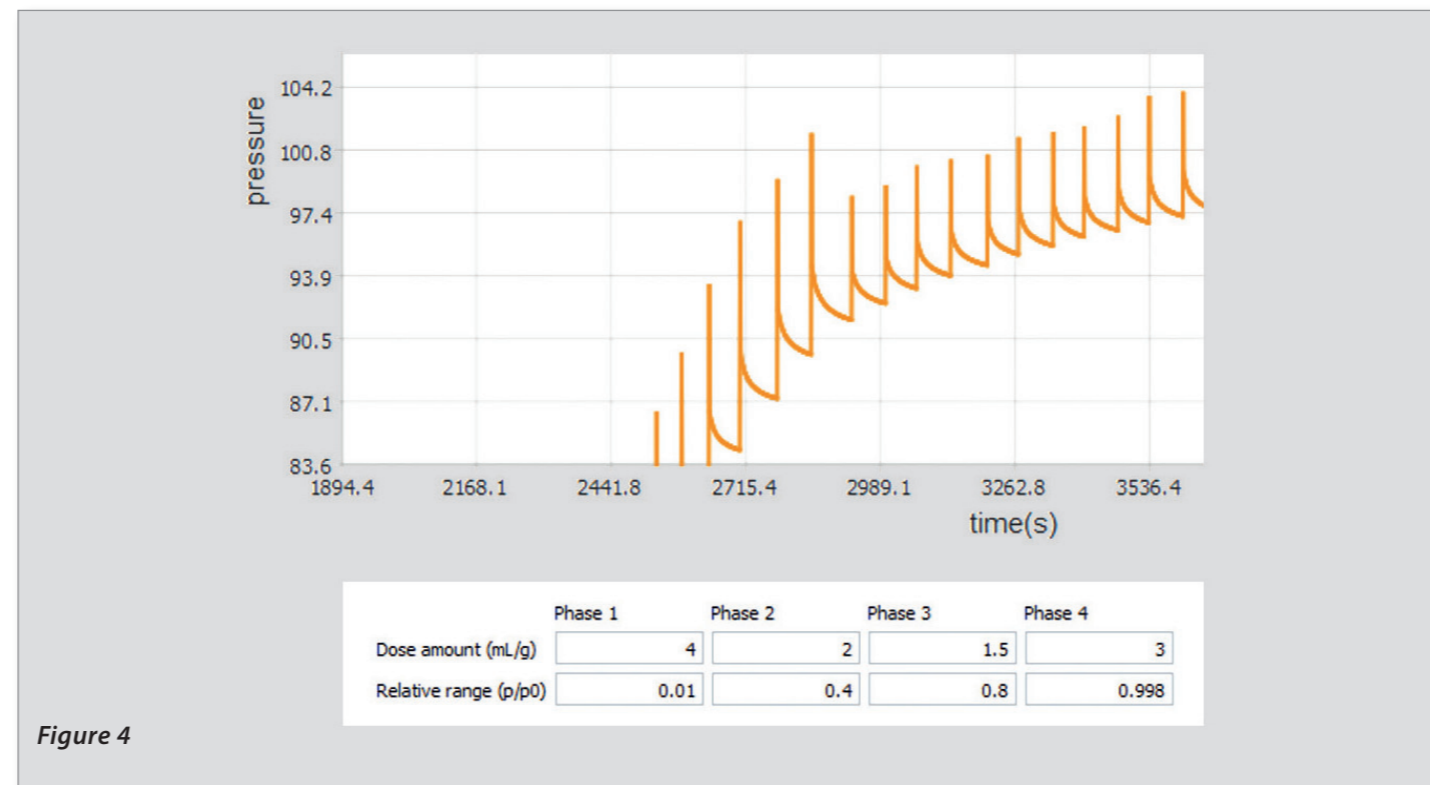 pressure
104.2
100.8
97.4
93.9
90.5
87.1
83.6
1894.4 2168.1 2441.8 2715.4 2989.1 3262.8 3536.4
time(s)
Phase 1 Phase 2 Phase 3 Phase 4
Dose amount (mL/g) 4 2 1.5 3
Relative range (p/p0) 0.01 0.4 0.8 0.998
Figure 4